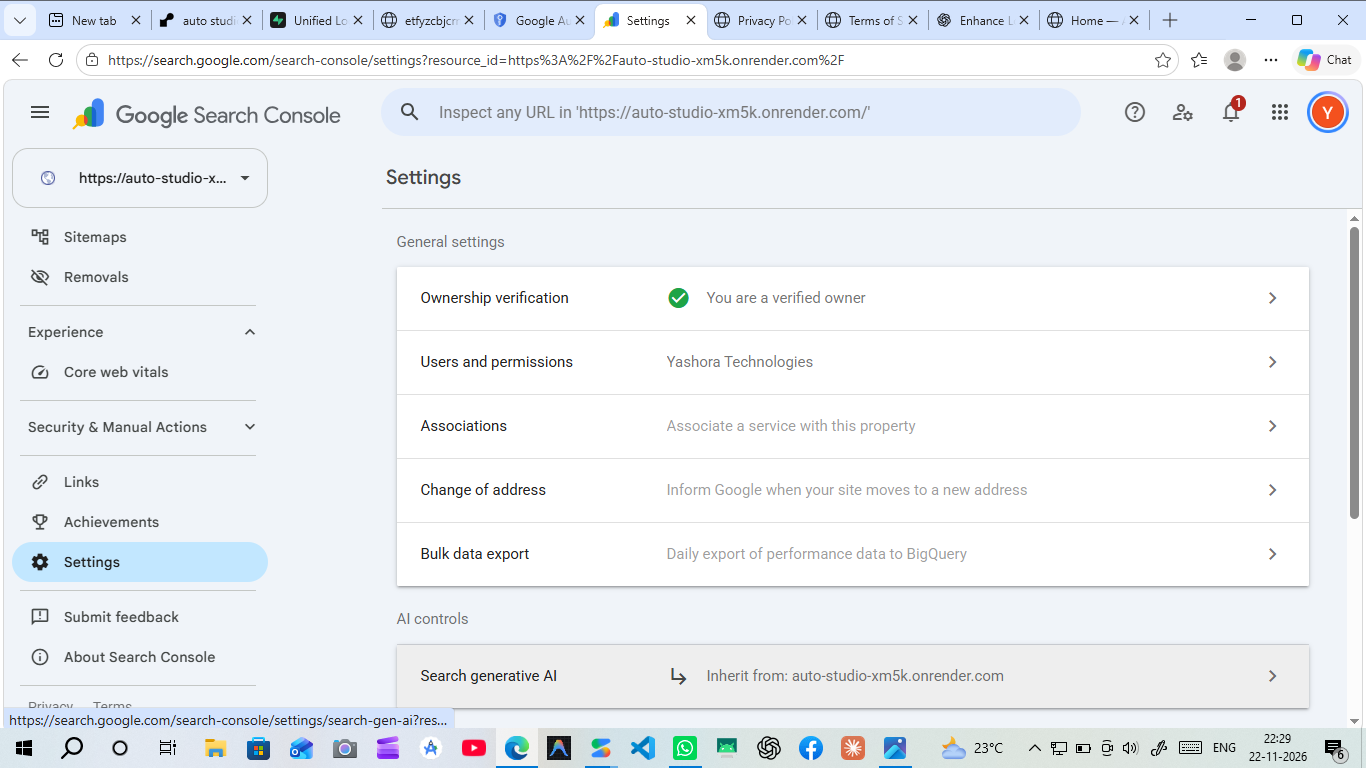 New tab
auto studi
Unified Lo
etfyzcbjcrr
Google Au
Settings
Privacy Po
Terms of S
Enhance L
Home — A
https://search.google.com/search-console/settings?resource_id=https%3A%2F%2Fauto-studio-xm5k.onrender.com%2F
Chat
Google Search Console
Inspect any URL in 'https://auto-studio-xm5k.onrender.com/'
1
Y
https://auto-studio-x...
Settings
Sitemaps
Removals
Experience
Core web vitals
Security & Manual Actions
Links
Achievements
Settings
Submit feedback
About Search Console
Privacy Terms
General settings
Ownership verification You are a verified owner
Users and permissions Yashora Technologies
Associations Associate a service with this property
Change of address Inform Google when your site moves to a new address
Bulk data export Daily export of performance data to BigQuery
AI controls
Search generative AI Inherit from: auto-studio-xm5k.onrender.com
https://search.google.com/search-console/settings/search-gen-ai?res...
23°C
ENG
22:29
22-11-2026
6